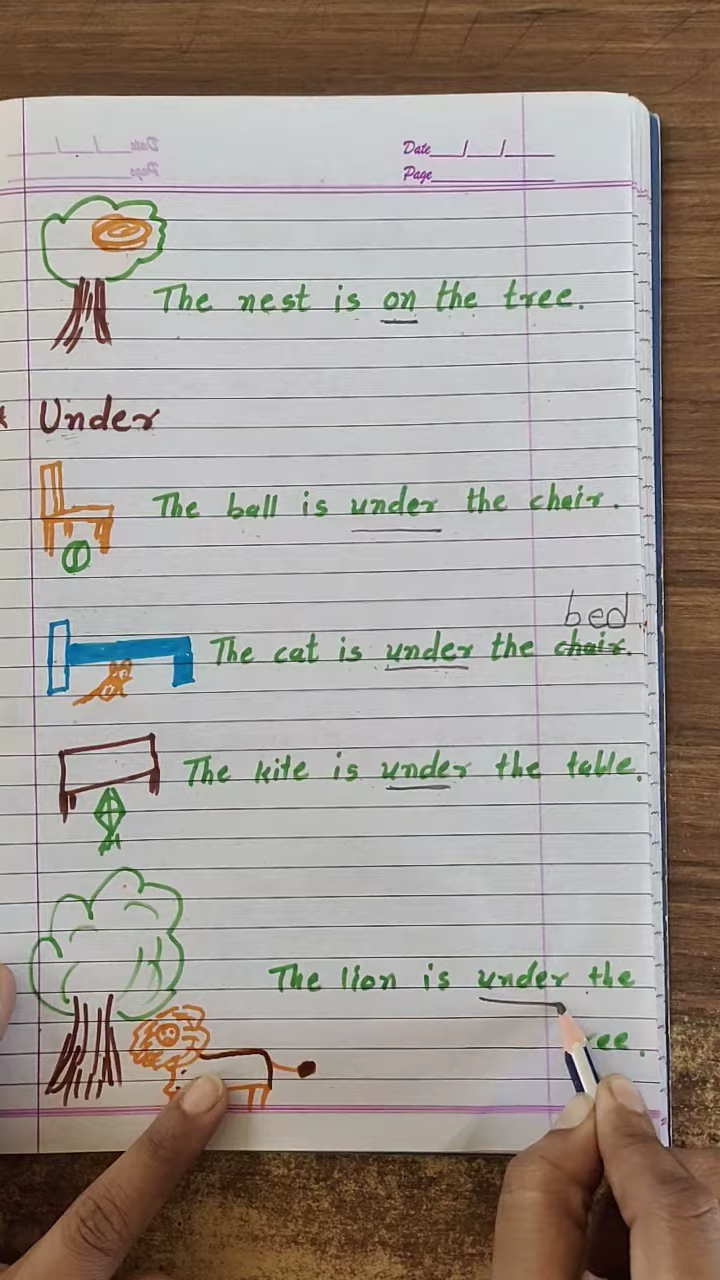 Date
Page
The nest is on the tree.
Under
The ball is under the chair.
bed
The cat is under the chair.
The kite is under the table.
The lion is under the
ree.